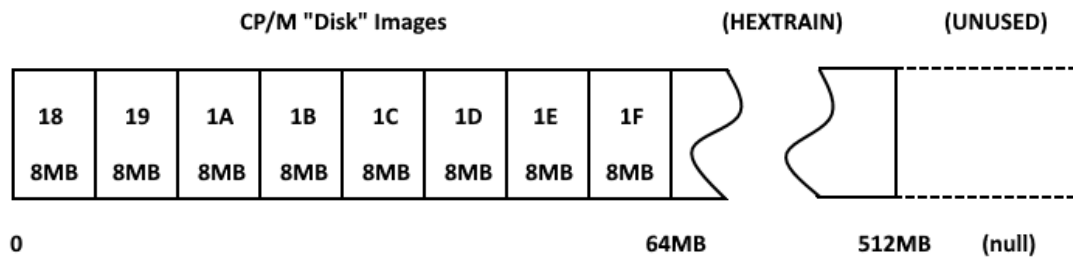 CP/M "Disk" Images (HEXTRAIN) (UNUSED)
18 19 1A 1B 1C 1D 1E 1F
8MB 8MB 8MB 8MB 8MB 8MB 8MB 8MB
0 64MB 512MB (null)